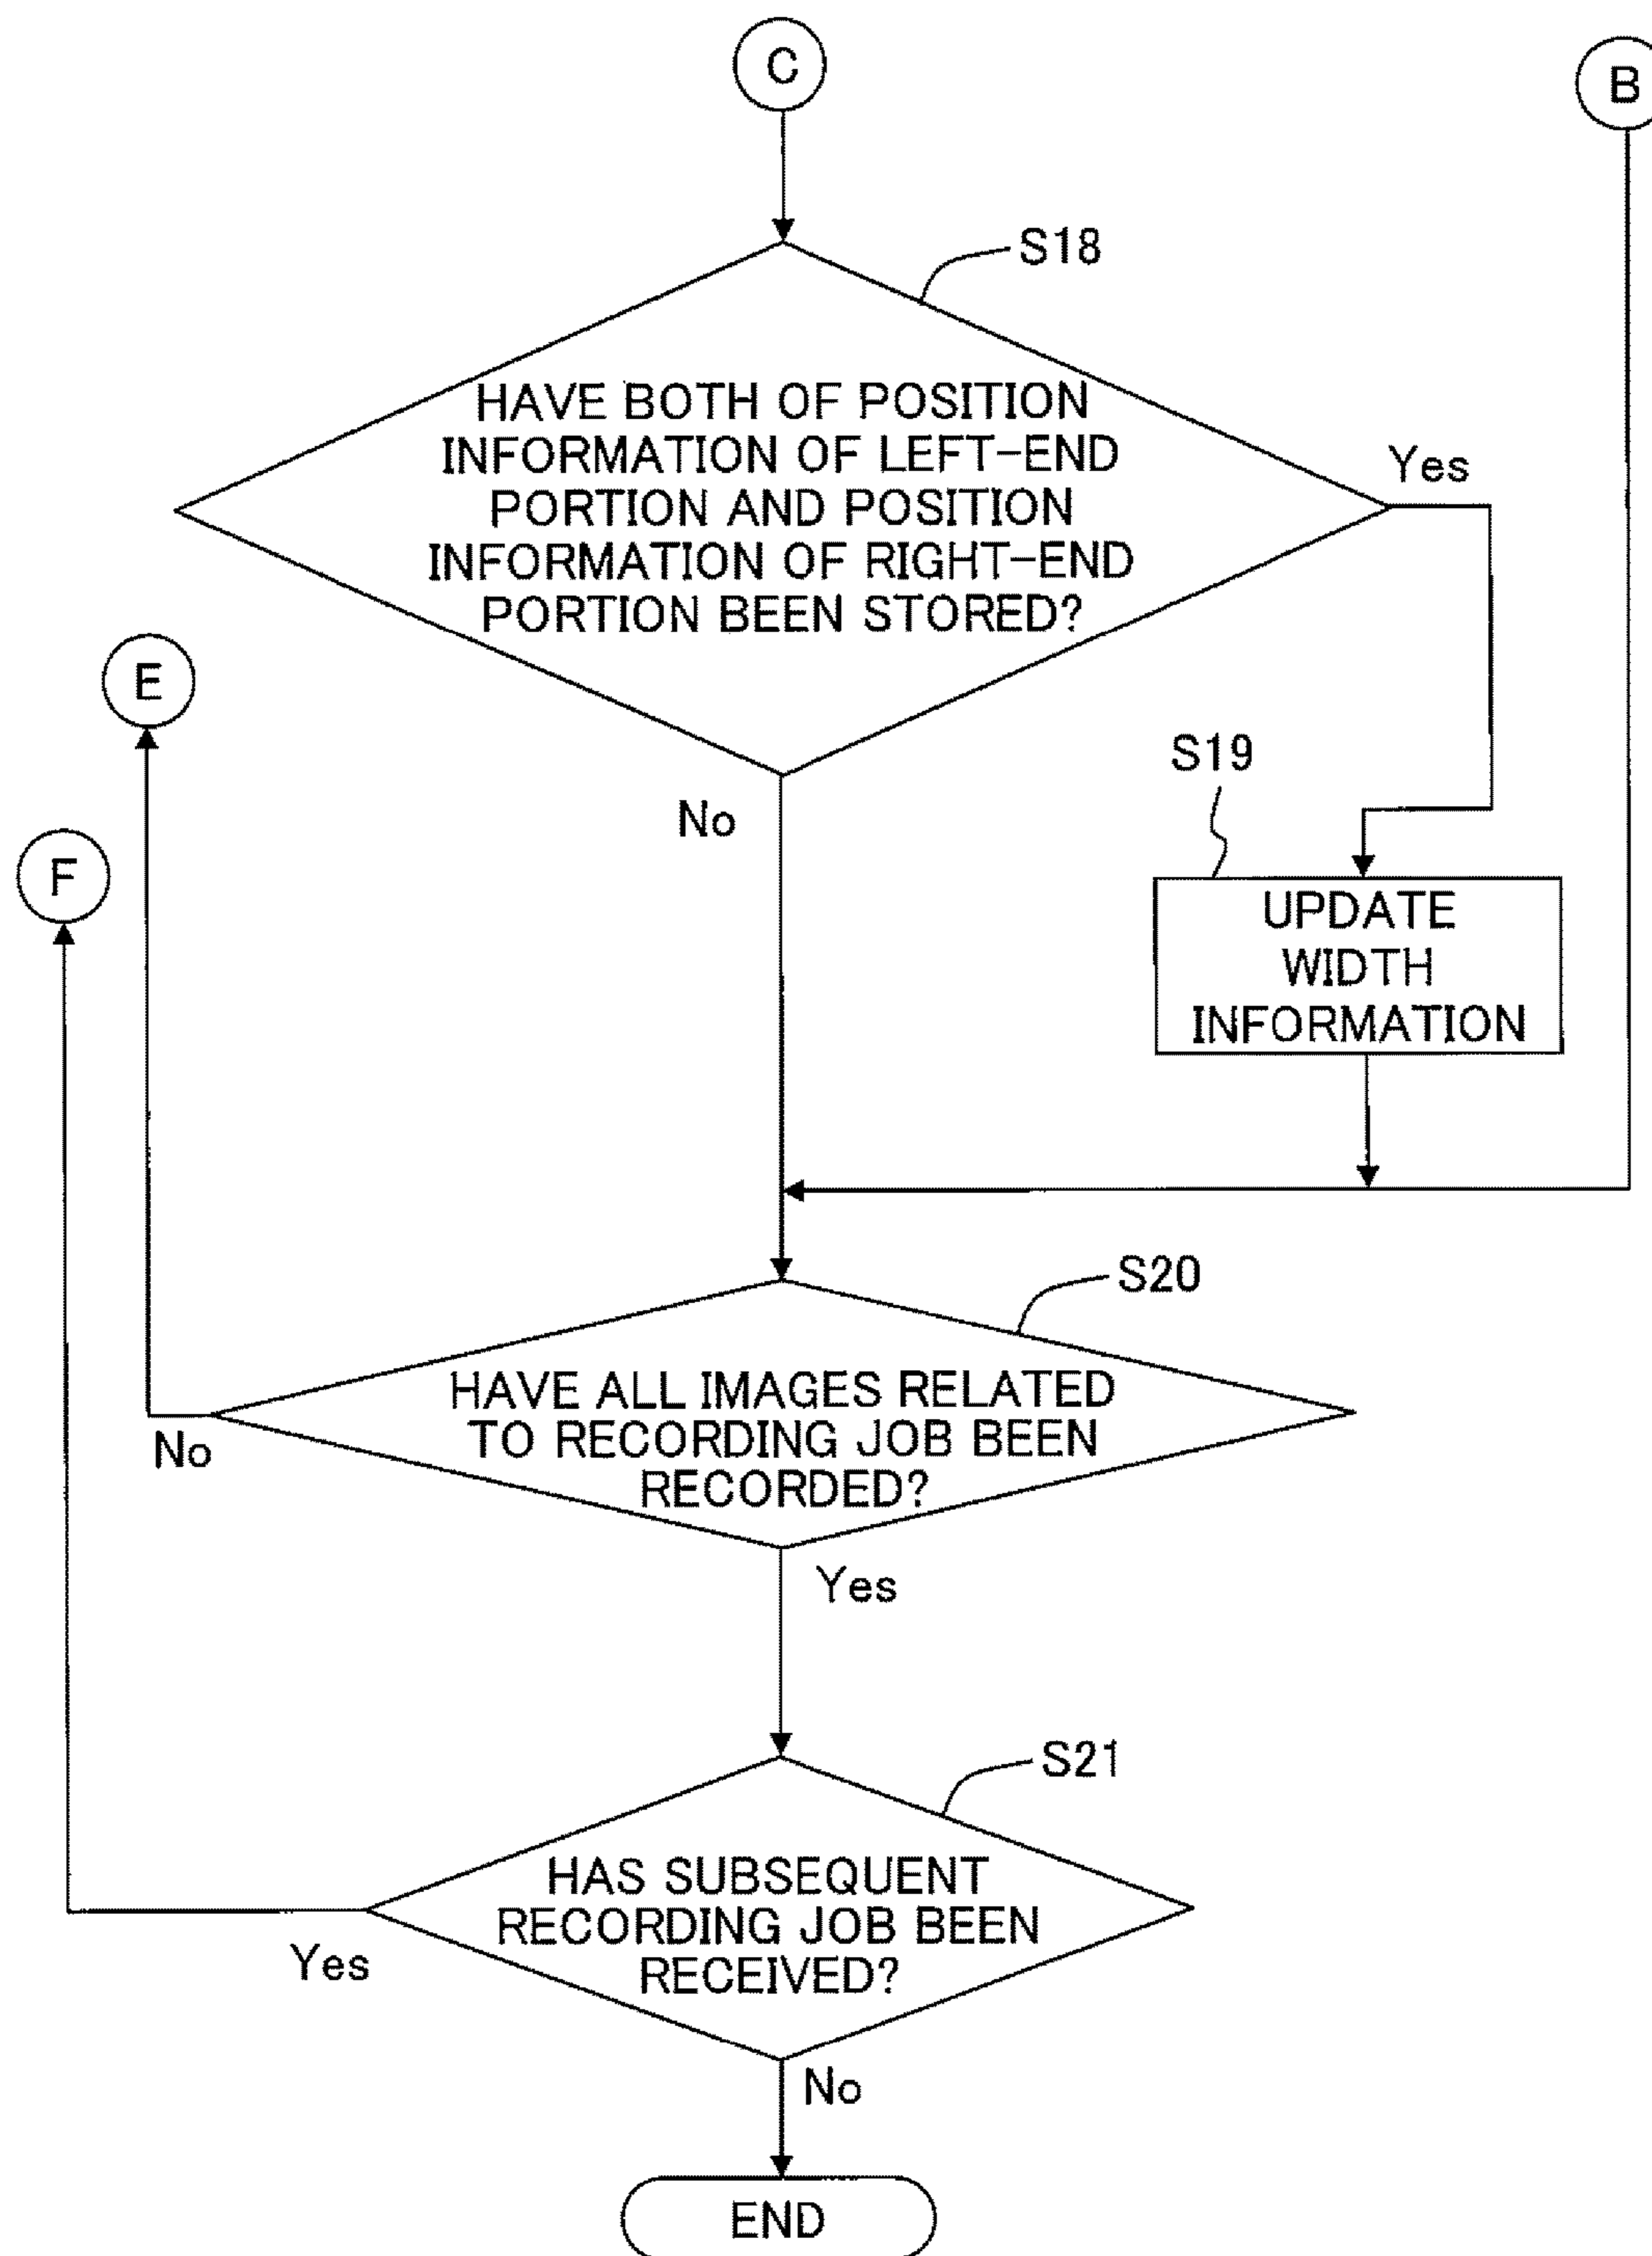 C
B
S18
HAVE BOTH OF POSITION
INFORMATION OF LEFT-END
PORTION AND POSITION
INFORMATION OF RIGHT-END
PORTION BEEN STORED?
Yes
E
S19
No
F
UPDATE
WIDTH
INFORMATION
S20
HAVE ALL IMAGES RELATED
TO RECORDING JOB BEEN
RECORDED?
No
Yes
S21
HAS SUBSEQUENT
RECORDING JOB BEEN
RECEIVED?
Yes
No
END